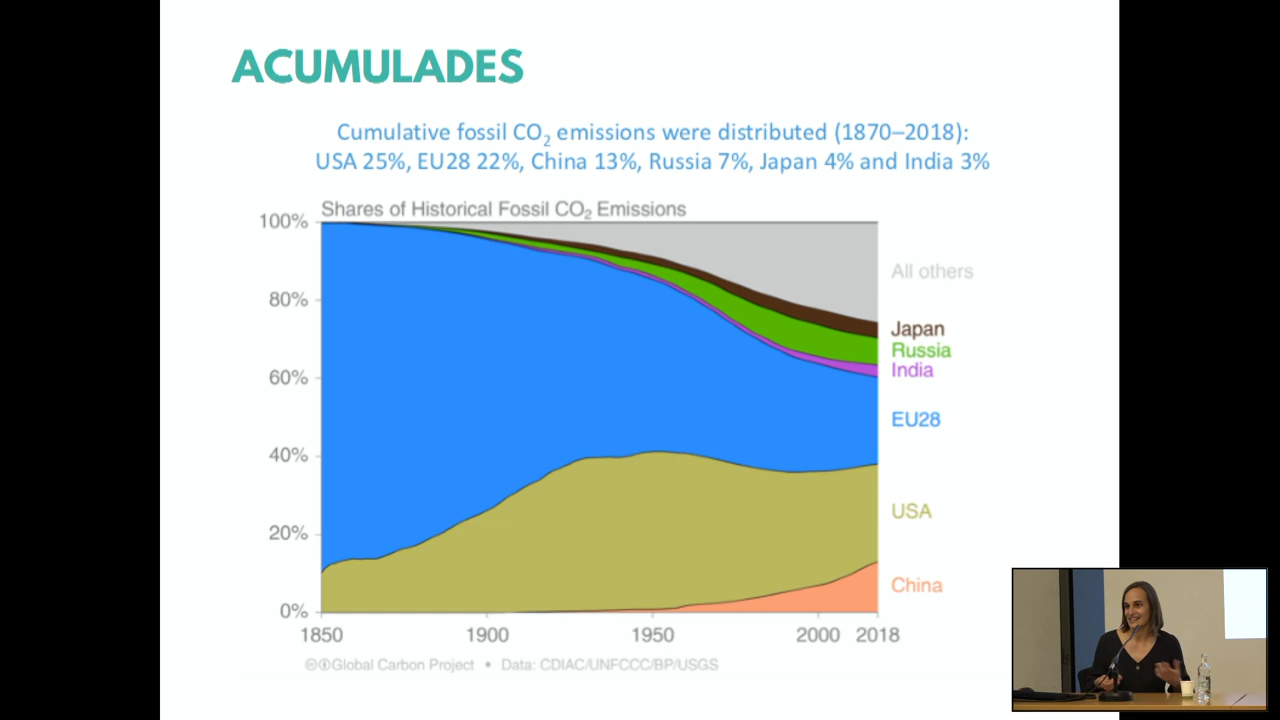 ACUMULADES
Cumulative fossil CO₂ emissions were distributed (1870–2018):
USA 25%, EU28 22%, China 13%, Russia 7%, Japan 4% and India 3%
Shares of Historical Fossil CO₂ Emissions
100%
80%
60%
40%
20%
0%
All others
Japan
Russia
India
EU28
USA
China
1850
1900
1950
2000
2018
Global Carbon Project • Data: CDIAC/UNFCCC/BP/USGS